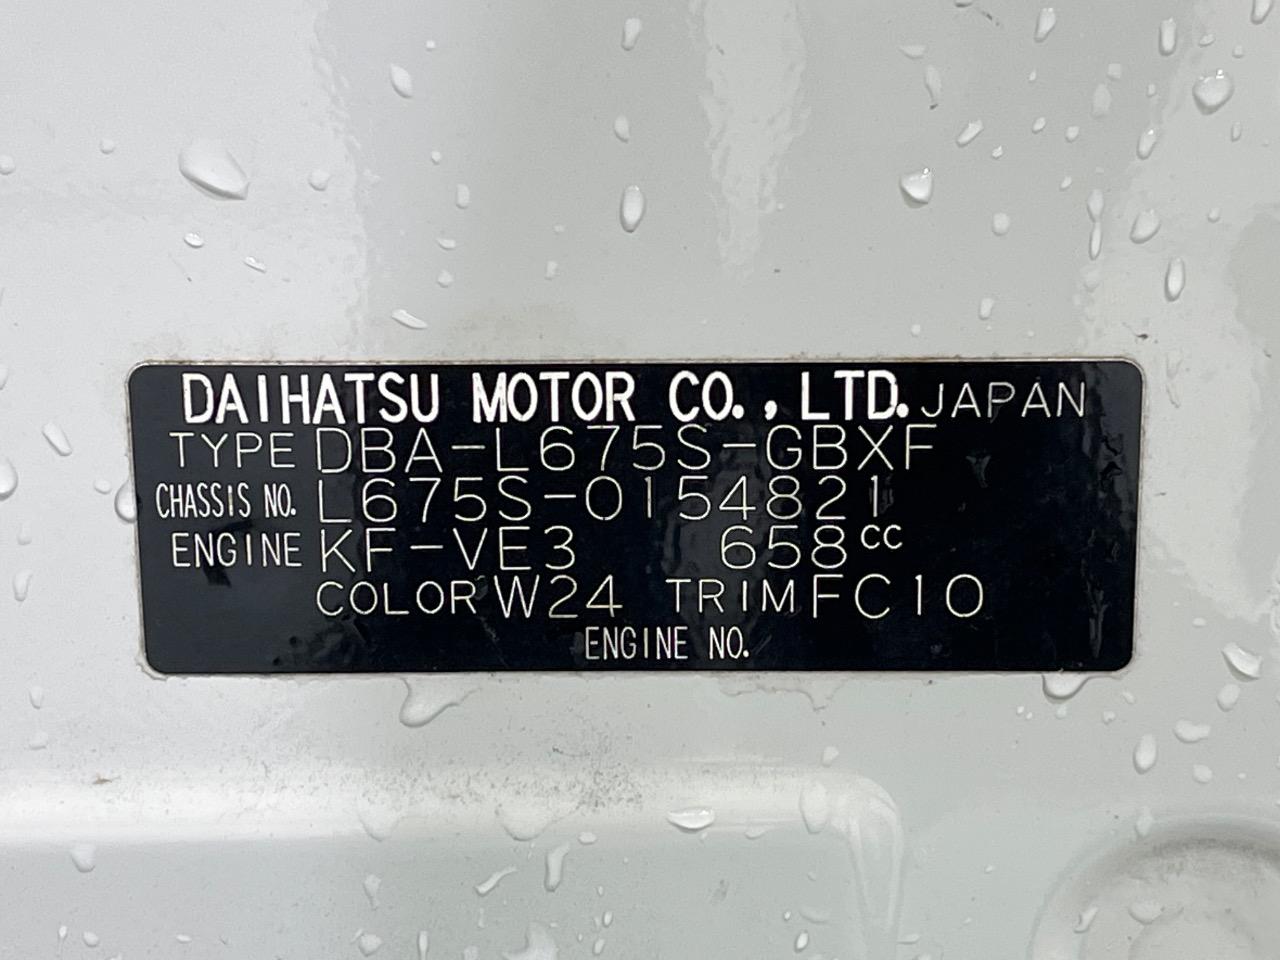 DAIHATSU MOTOR CO., LTD. JAPAN
TYPE DBA-L675S-GBXF
CHASSIS NO. L675S-0154821
ENGINE KF-VE3 658cc
COLOR W24 TRIM FC10
ENGINE NO.